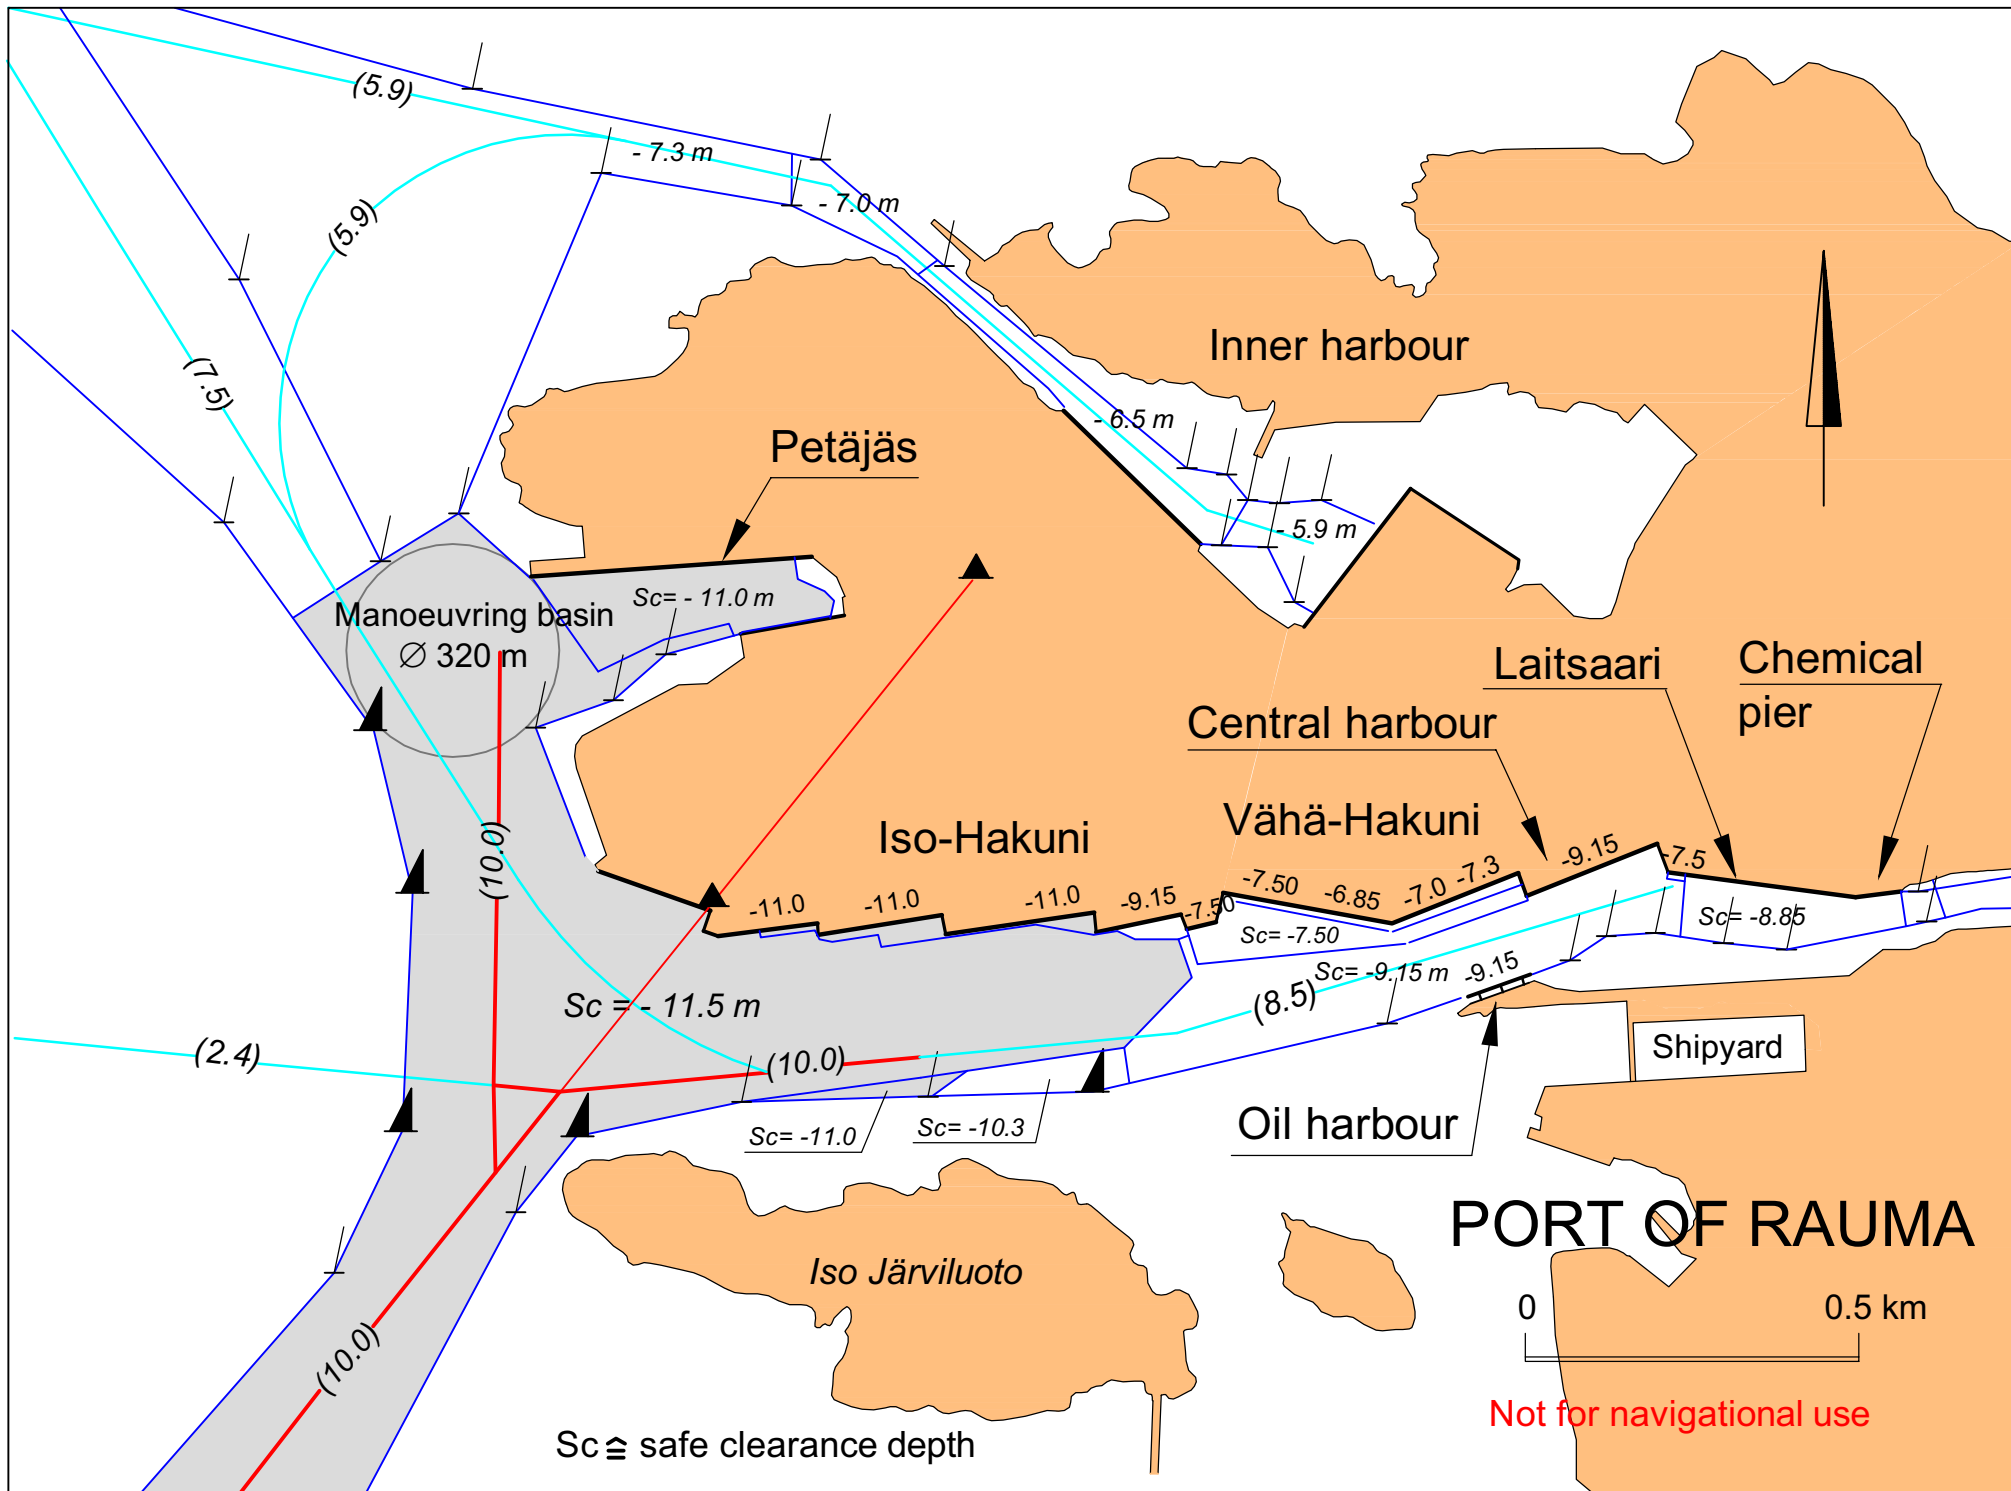 (5.9)
- 7.3 m
- 7.0 m
(5.9)
Inner harbour
(7.5)
- 6.5 m
Petäjäs
- 5.9 m
Sc= - 11.0 m
Manoeuvring basin
∅ 320 m
Laitsaari
Chemical
pier
Central harbour
Iso-Hakuni
Vähä-Hakuni
(10.0)
-11.0
-11.0
-11.0
-9.15
-7.50
-7.50
-6.85
-7.0
-7.3
-9.15
-7.5
Sc= -8.85
Sc= -7.50
Sc= -9.15 m
-9.15
(8.5)
Sc = - 11.5 m
(2.4)
(10.0)
Shipyard
Sc= -11.0
Sc= -10.3
Oil harbour
PORT OF RAUMA
Iso Järviluoto
0
0.5 km
(10.0)
Not for navigational use
Sc ≙ safe clearance depth